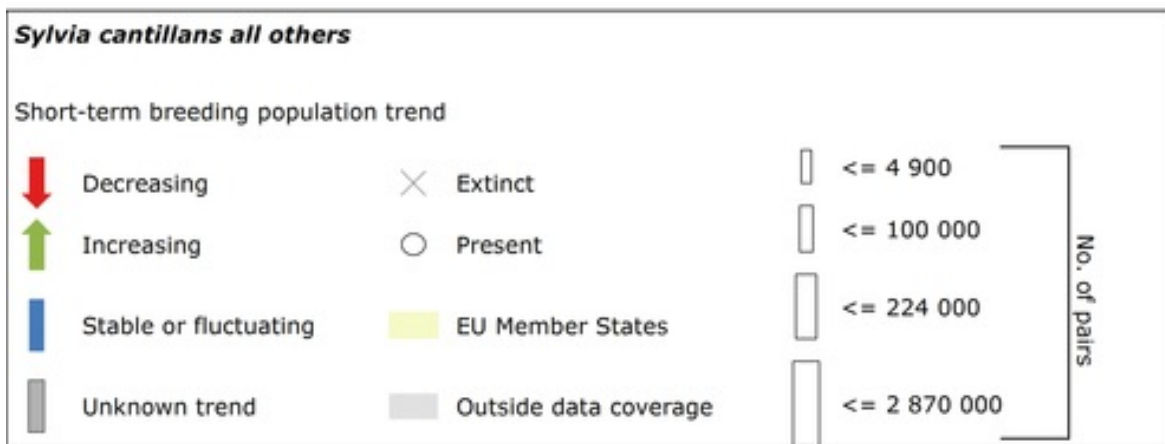 Sylvia cantillans all others
Short-term breeding population trend
Decreasing
Extinct
<= 4 900
Increasing
Present
<= 100 000
Stable or fluctuating
EU Member States
<= 224 000
Unknown trend
Outside data coverage
<= 2 870 000
No. of pairs